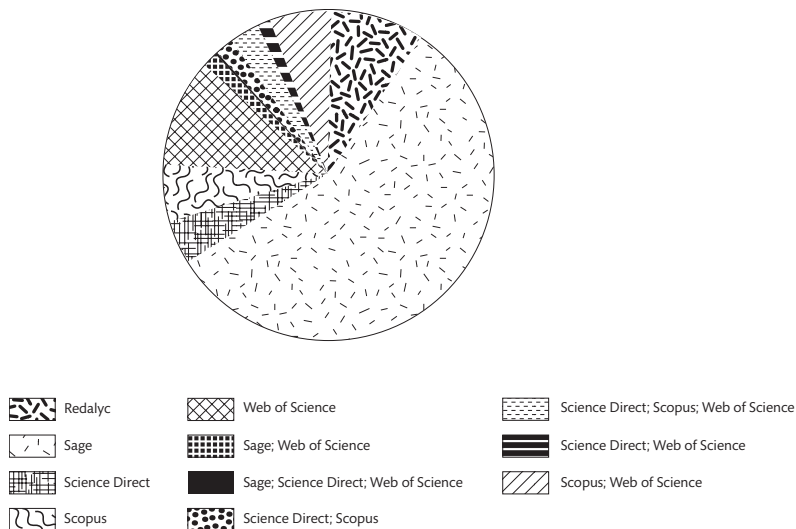 Redalyc
Sage
Science Direct
Scopus
Web of Science
Sage; Web of Science
Sage; Science Direct; Web of Science
Science Direct; Scopus
Science Direct; Scopus; Web of Science
Science Direct; Web of Science
Scopus; Web of Science